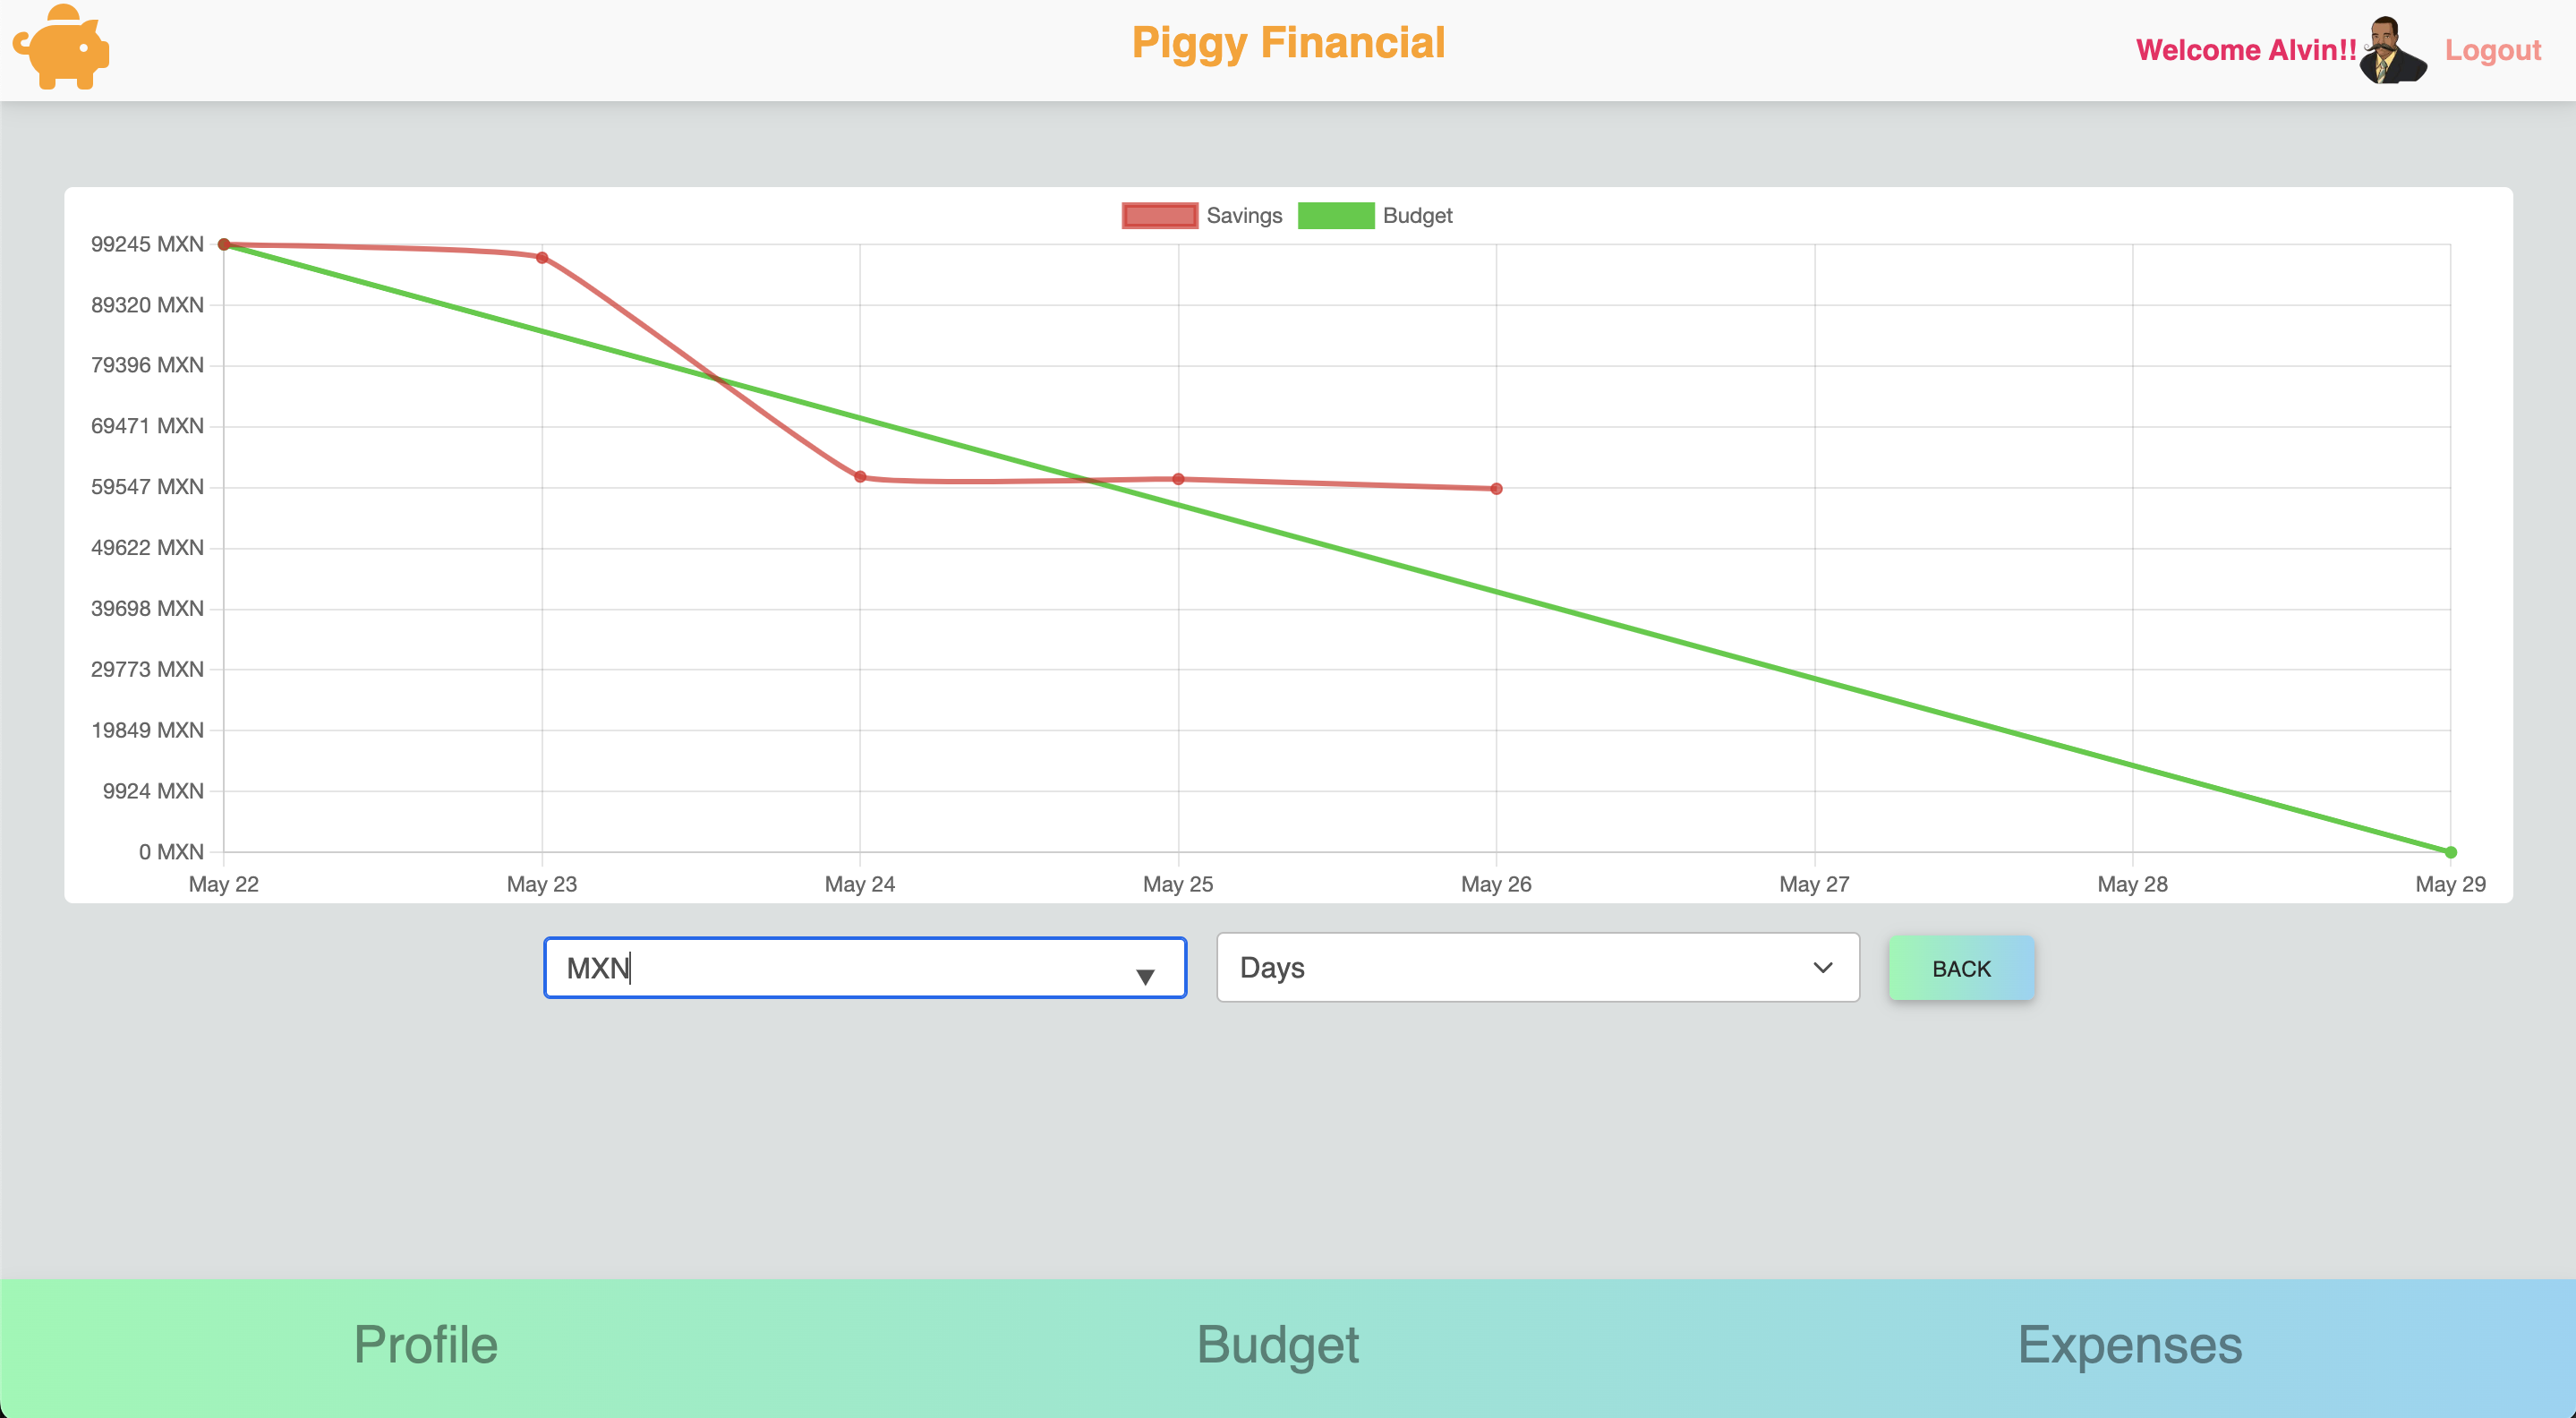 Piggy Financial
Welcome Alvin!! Logout
Savings Budget
99245 MXN
89320 MXN
79396 MXN
69471 MXN
59547 MXN
49622 MXN
39698 MXN
29773 MXN
19849 MXN
9924 MXN
0 MXN
May 22 May 23 May 24 May 25 May 26 May 27 May 28 May 29
MXN Days BACK
Profile Budget Expenses